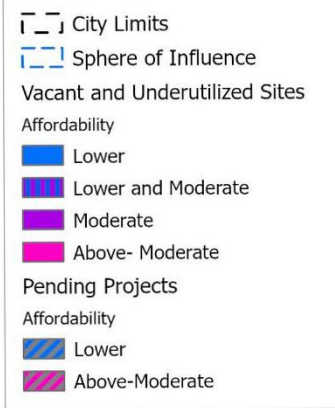 City Limits
Sphere of Influence
Vacant and Underutilized Sites
Affordability
Lower
Lower and Moderate
Moderate
Above- Moderate
Pending Projects
Affordability
Lower
Above-Moderate